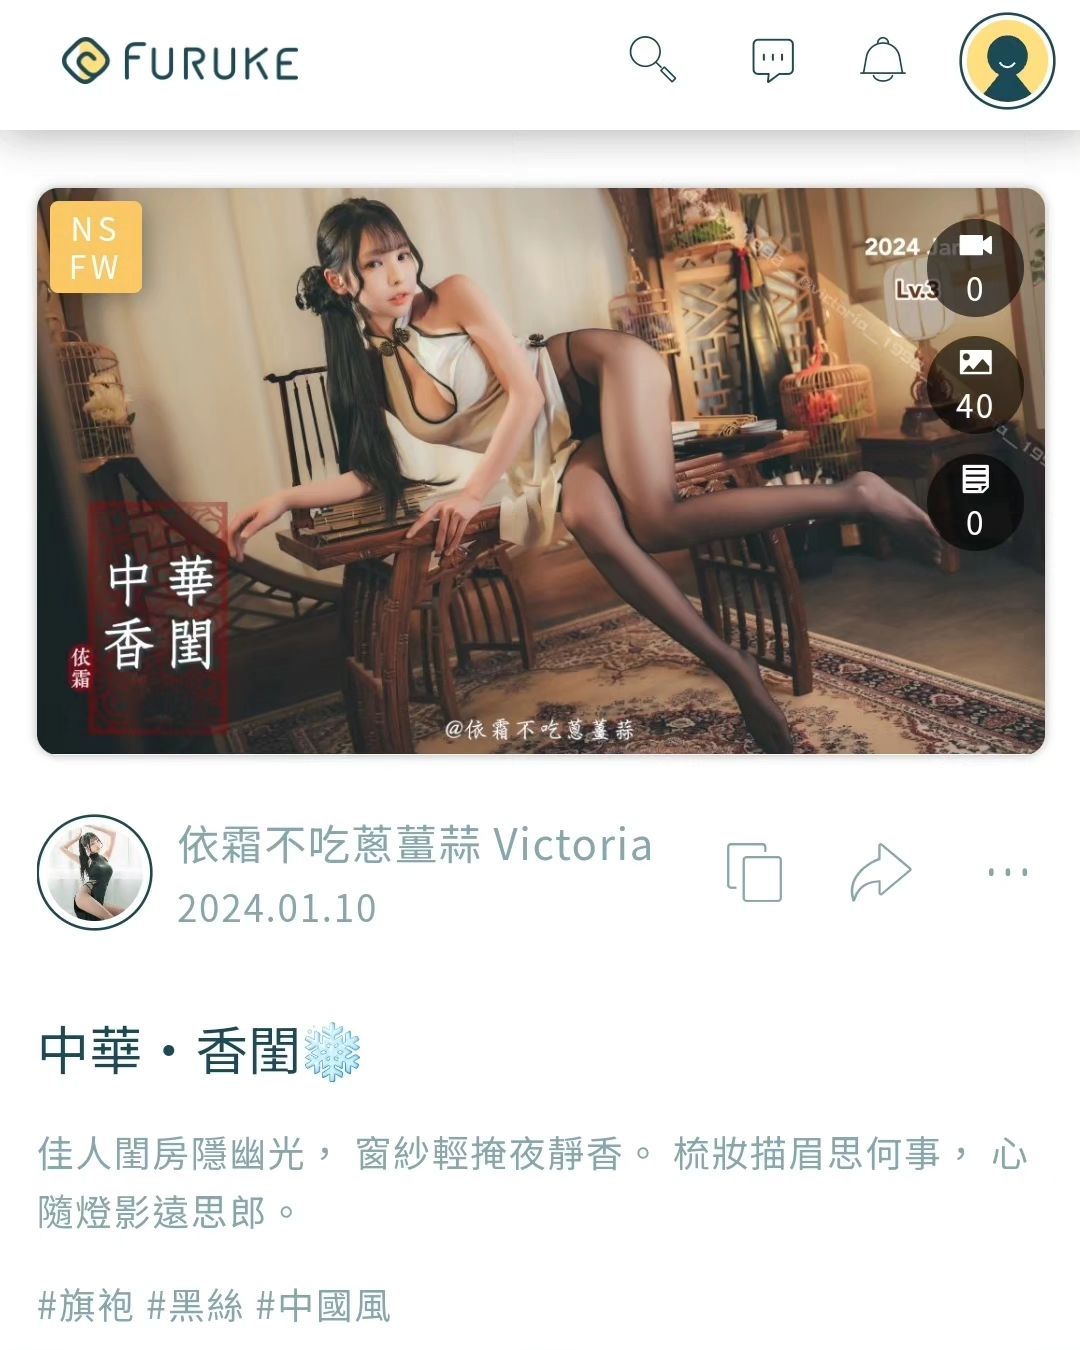 FURUKE
NS
FW
2024 Jan
Lv.3
0
40
0
@victoria__1998
中華
香閨
依霜
@依霜不吃蔥薑蒜
依霜不吃蔥薑蒜 Victoria
2024.01.10
中華・香閨❄️
佳人閨房隱幽光， 窗紗輕掩夜靜香。 梳妝描眉思何事， 心
隨燈影遠思郎。
#旗袍 #黑絲 #中國風